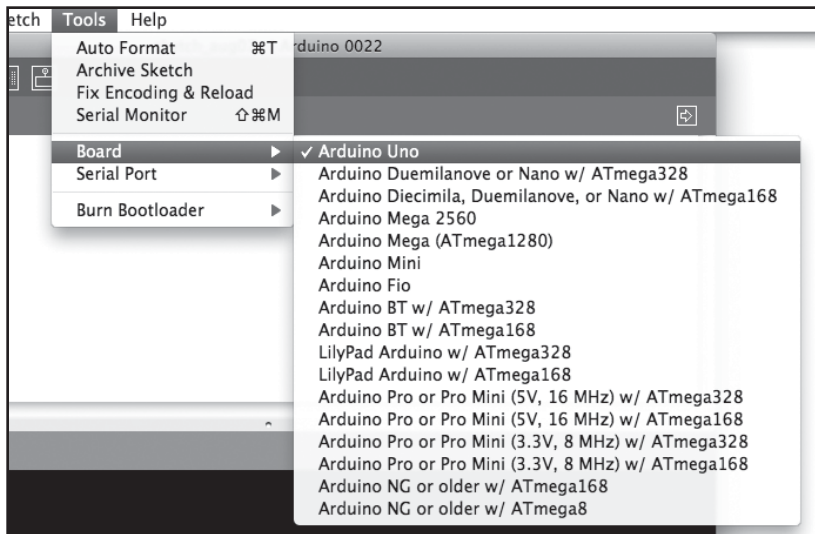 etch Tools Help
rduino 0022
Auto Format ⌘T
Archive Sketch
Fix Encoding & Reload
Serial Monitor ⇧⌘M
Board ▶
Serial Port ▶
Burn Bootloader ▶
✓ Arduino Uno
Arduino Duemilanove or Nano w/ ATmega328
Arduino Diecimila, Duemilanove, or Nano w/ ATmega168
Arduino Mega 2560
Arduino Mega (ATmega1280)
Arduino Mini
Arduino Fio
Arduino BT w/ ATmega328
Arduino BT w/ ATmega168
LilyPad Arduino w/ ATmega328
LilyPad Arduino w/ ATmega168
Arduino Pro or Pro Mini (5V, 16 MHz) w/ ATmega328
Arduino Pro or Pro Mini (5V, 16 MHz) w/ ATmega168
Arduino Pro or Pro Mini (3.3V, 8 MHz) w/ ATmega328
Arduino Pro or Pro Mini (3.3V, 8 MHz) w/ ATmega168
Arduino NG or older w/ ATmega168
Arduino NG or older w/ ATmega8